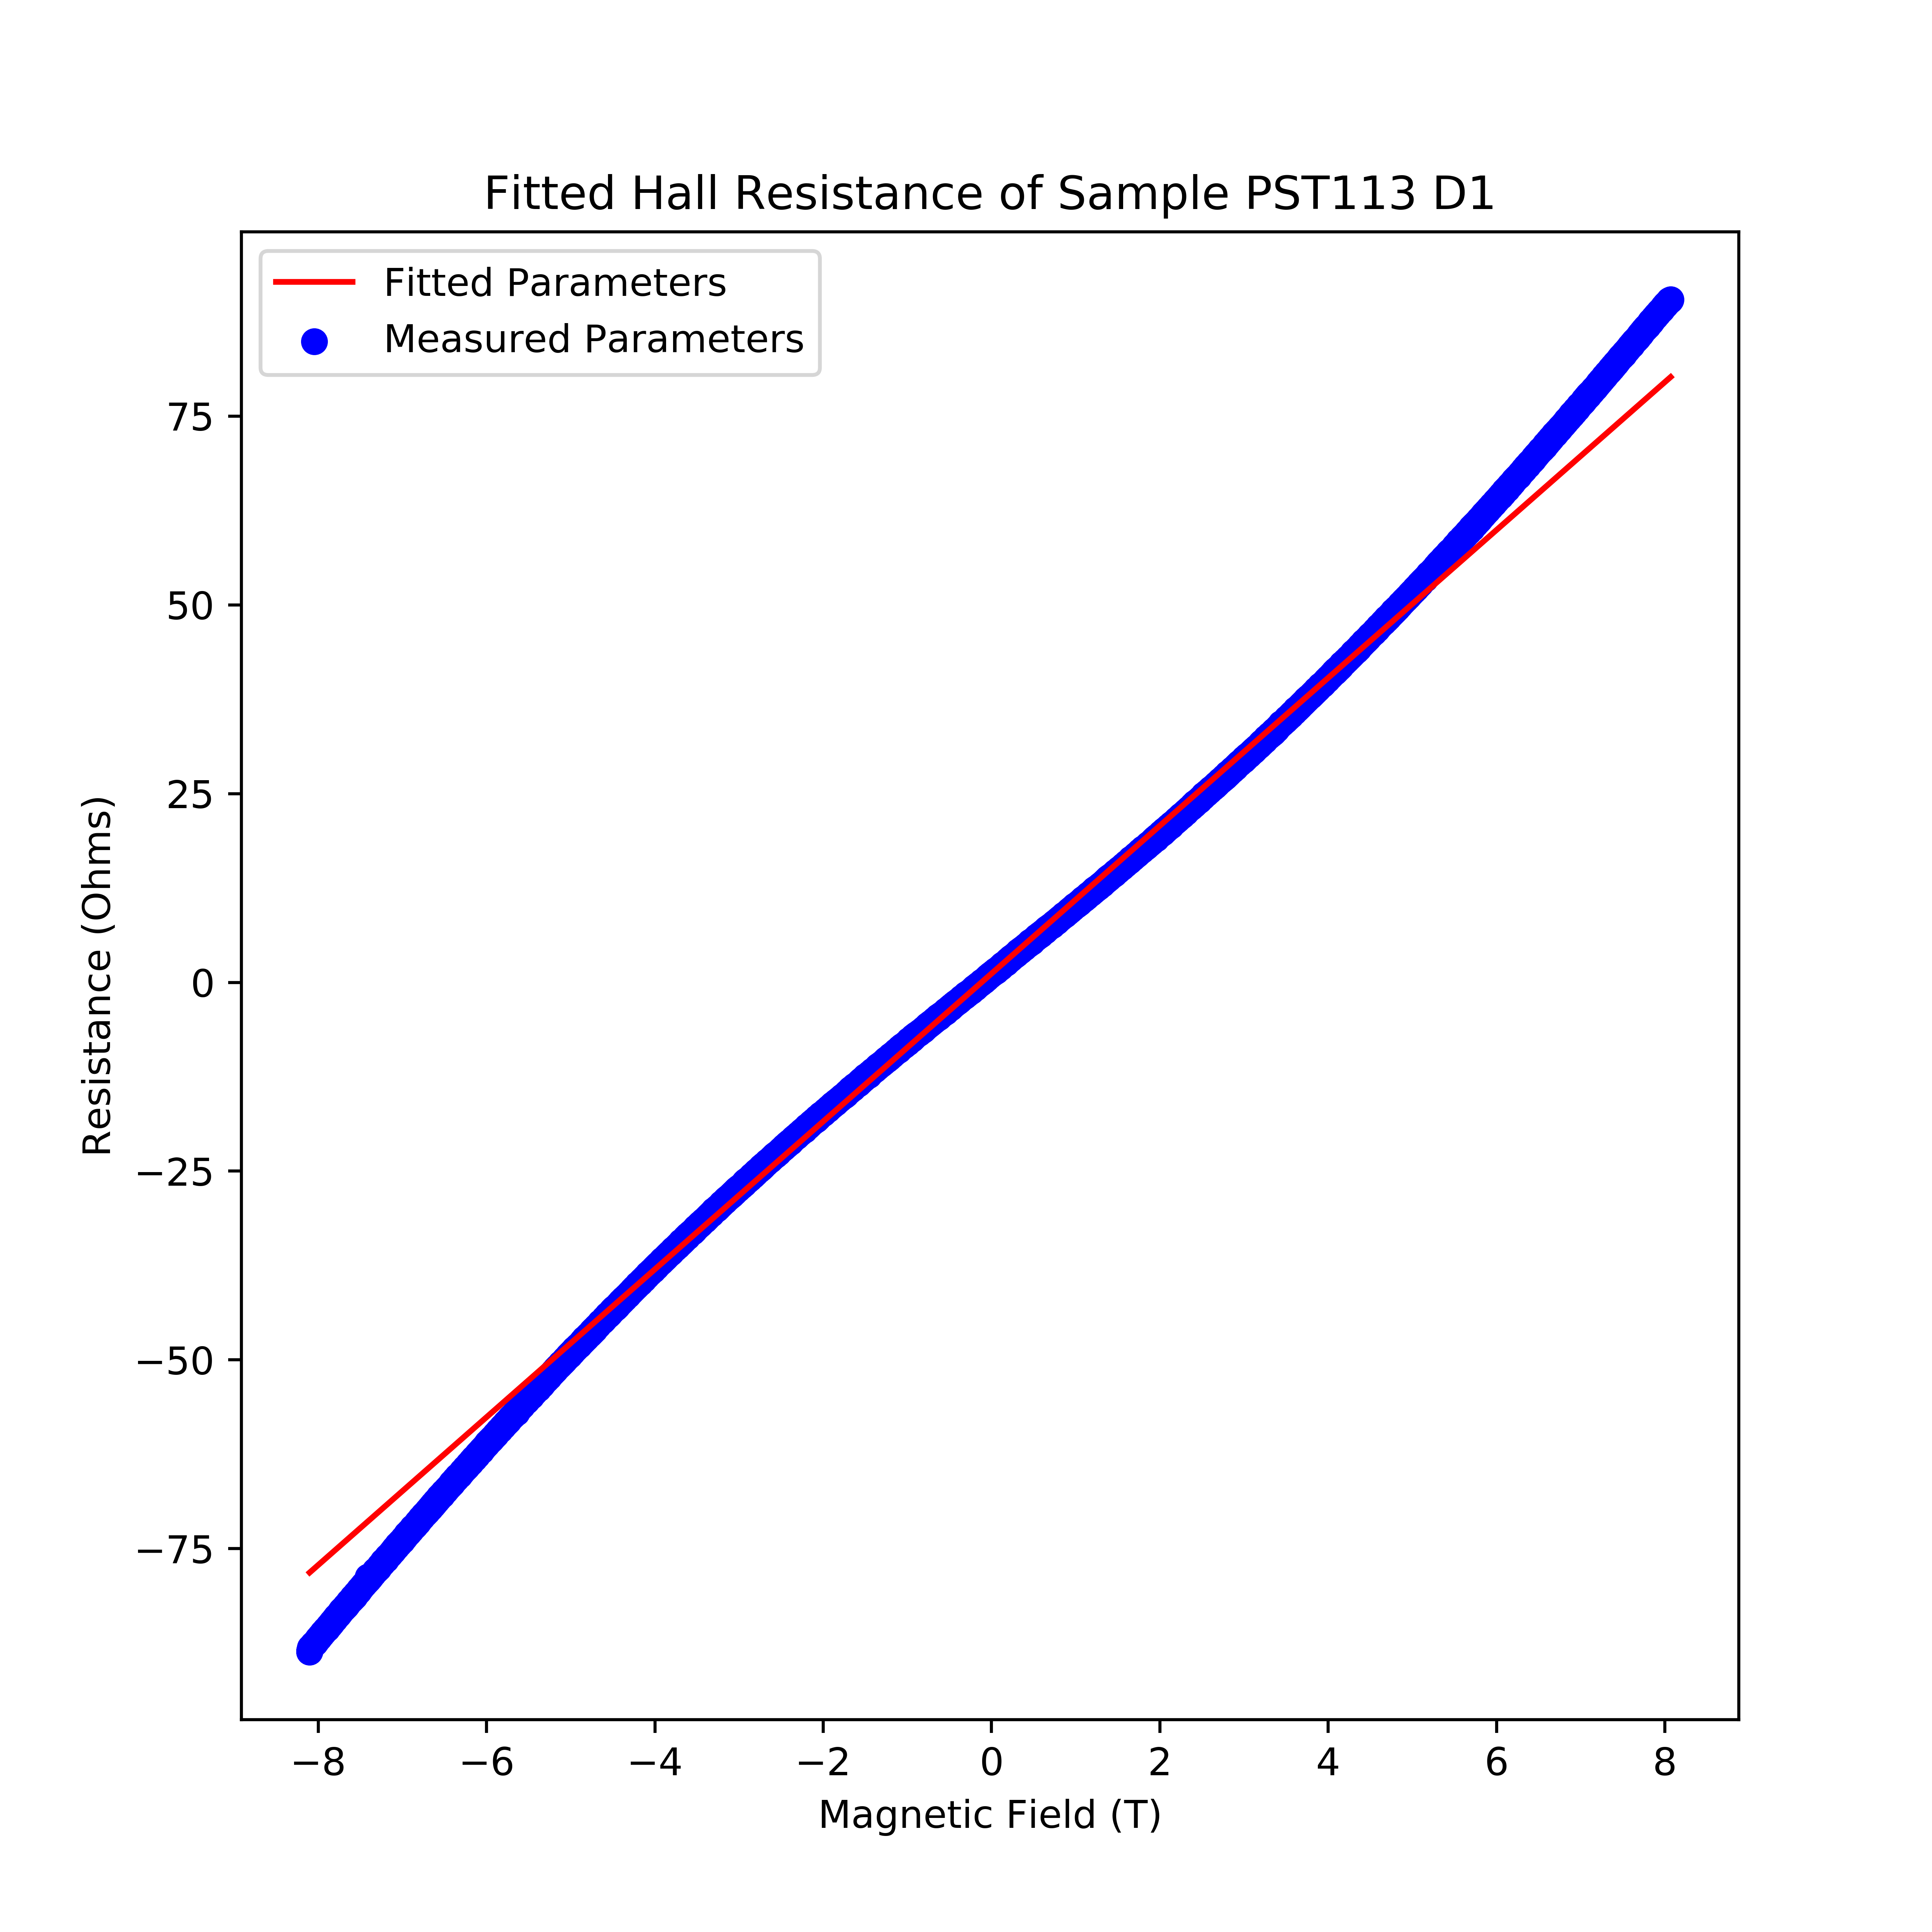 Fitted Hall Resistance of Sample PST113 D1
Fitted Parameters
Measured Parameters
75
50
25
0
−25
−50
−75
Resistance (Ohms)
−8 −6 −4 −2 0 2 4 6 8
Magnetic Field (T)